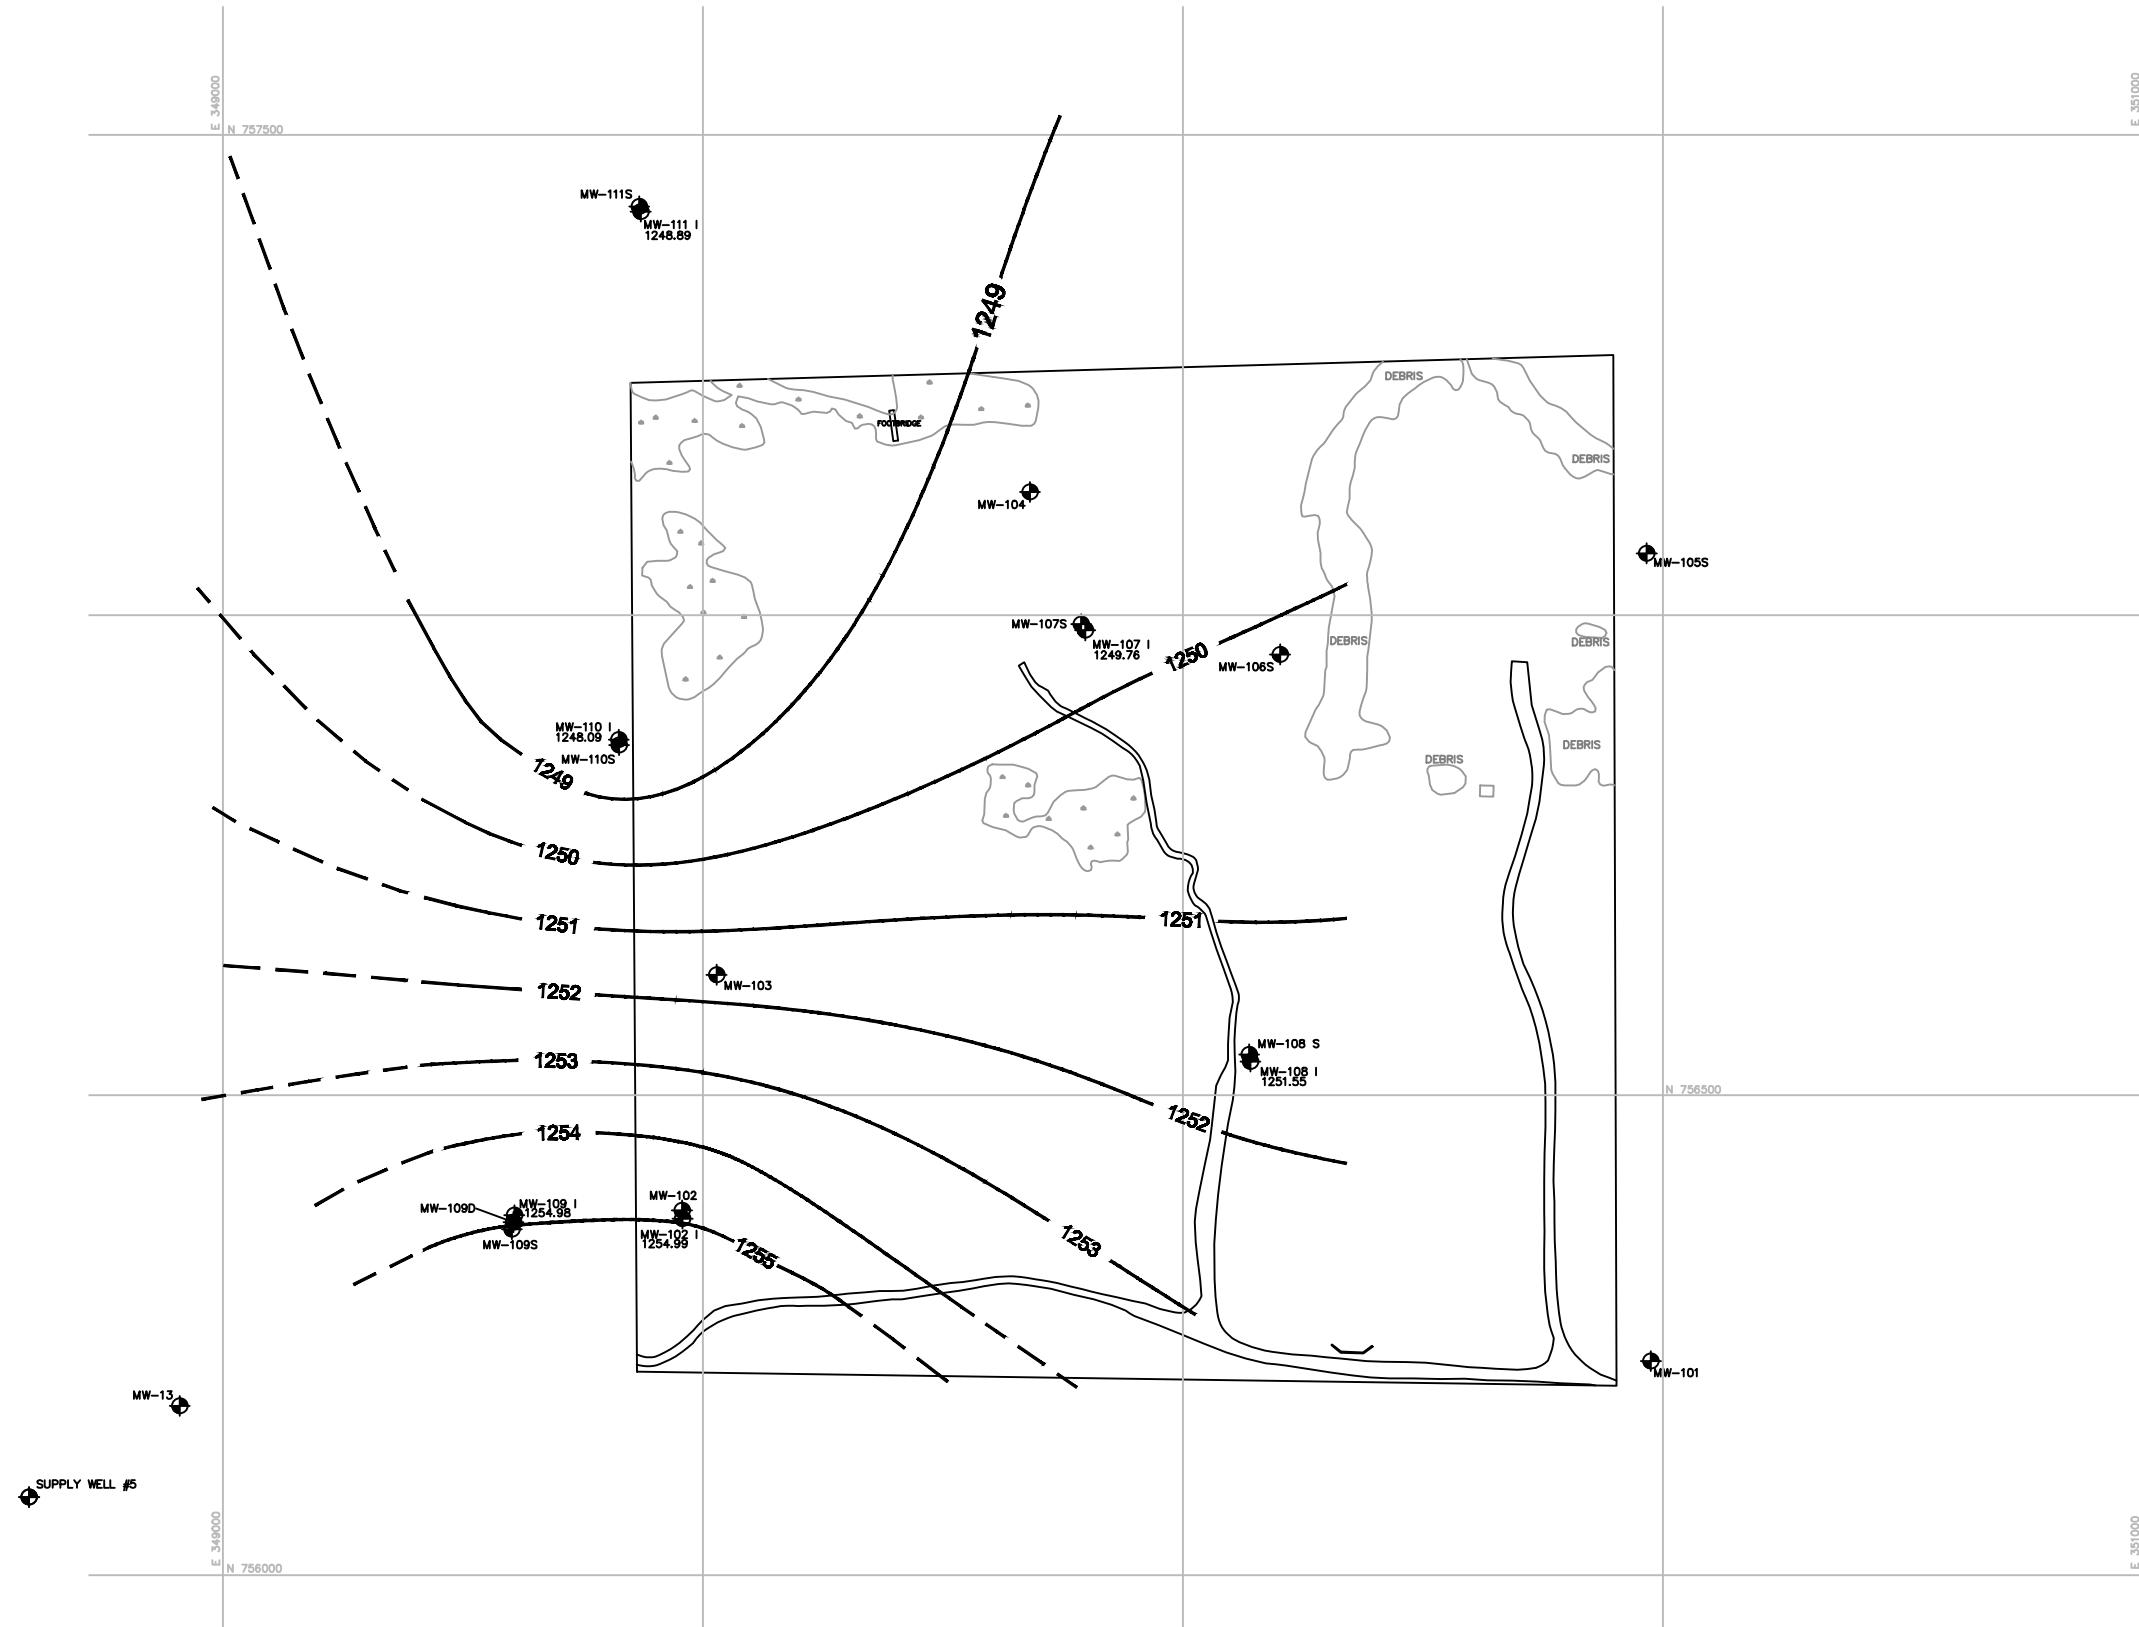 E 349000
E 351000
N 757500
MW-111S
MW-111 I
1248.89
1249
DEBRIS
FOOTBRIDGE
DEBRIS
MW-104
MW-105S
MW-107S
MW-107 I
1249.76
1250
MW-106S
DEBRIS
DEBRIS
MW-110 I
1248.09
MW-110S
1249
DEBRIS
DEBRIS
1250
1251
1251
MW-103
1252
MW-108 S
MW-108 I
1251.55
1253
N 756500
1252
1254
MW-102
MW-109D
MW-109 I
1254.98
MW-109S
MW-102 I
1254.99
1255
1253
MW-101
MW-13
SUPPLY WELL #5
E 349000
E 351000
N 756000